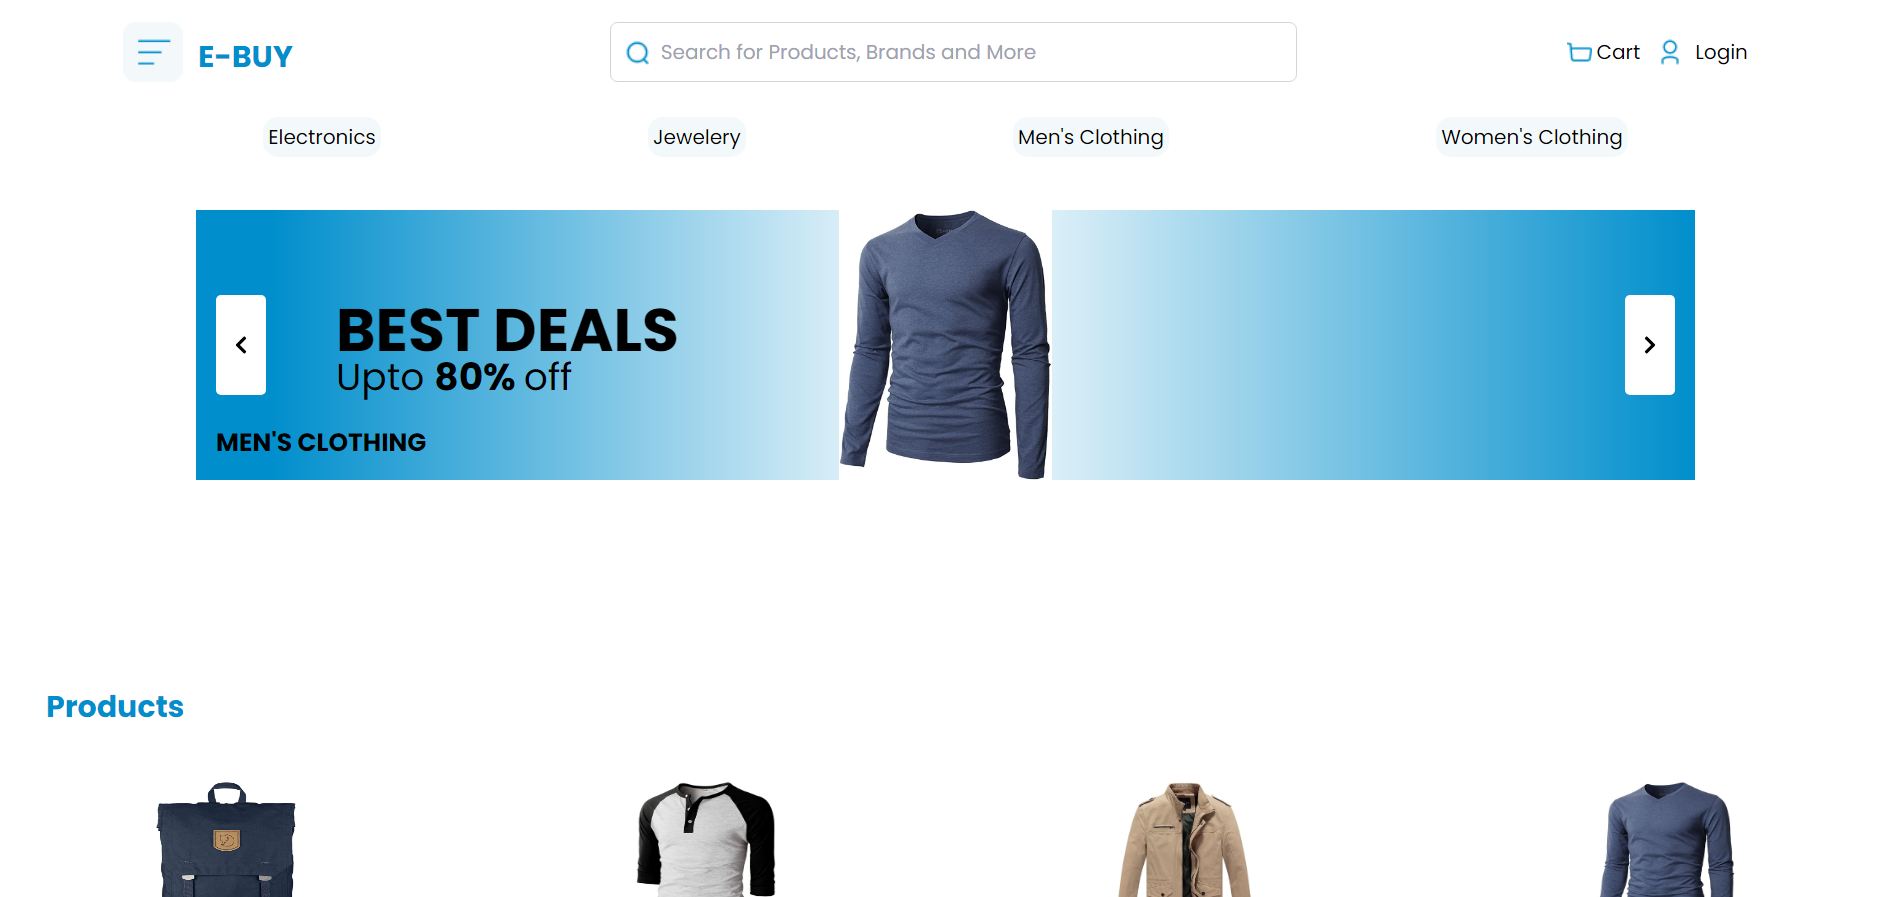 E-BUY
Search for Products, Brands and More
Cart
Login
Electronics
Jewelery
Men's Clothing
Women's Clothing
BEST DEALS
Upto 80% off
MEN'S CLOTHING
Products